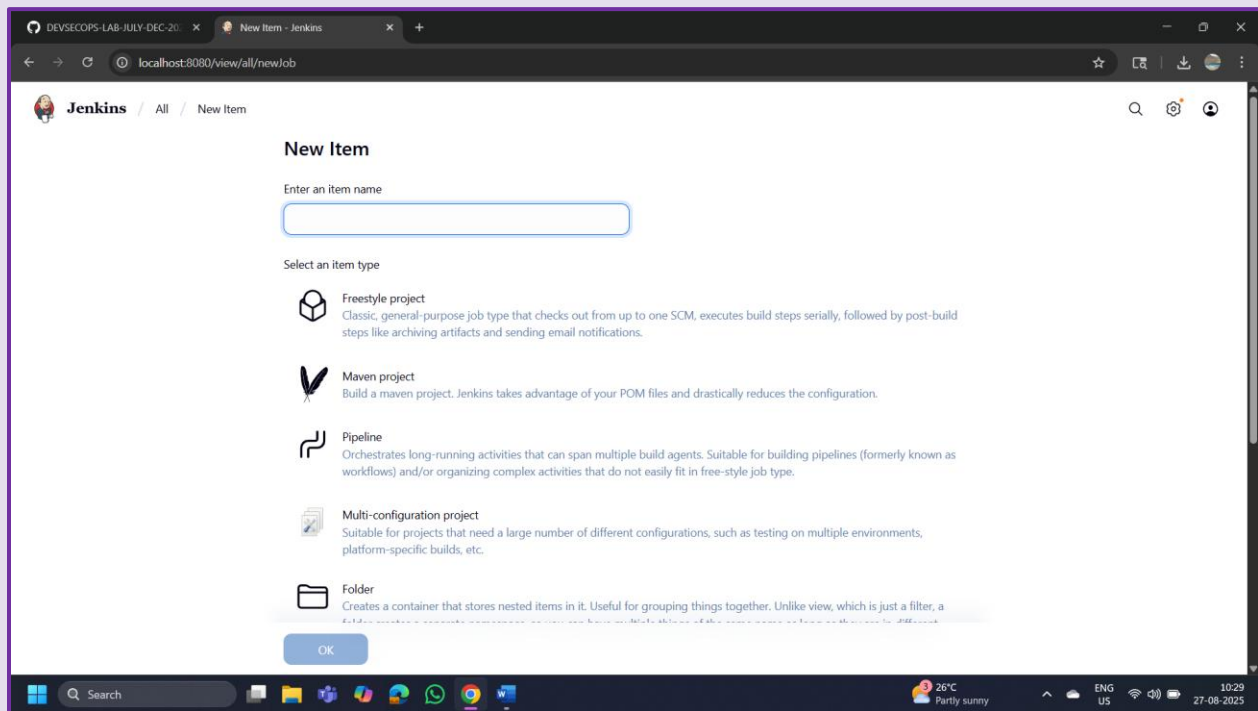 DEVSECOPS-LAB-JULY-DEC-20
New Item - Jenkins
localhost:8080/view/all/newJob
Jenkins / All / New Item
New Item
Enter an item name
Select an item type
Freestyle project
Classic, general-purpose job type that checks out from up to one SCM, executes build steps serially, followed by post-build
steps like archiving artifacts and sending email notifications.
Maven project
Build a maven project. Jenkins takes advantage of your POM files and drastically reduces the configuration.
Pipeline
Orchestrates long-running activities that can span multiple build agents. Suitable for building pipelines (formerly known as
workflows) and/or organizing complex activities that do not easily fit in free-style job type.
Multi-configuration project
Suitable for projects that need a large number of different configurations, such as testing on multiple environments,
platform-specific builds, etc.
Folder
Creates a container that stores nested items in it. Useful for grouping things together. Unlike view, which is just a filter, a
OK
Search
3
26°C
Partly sunny
ENG
US
10:29
27-08-2025